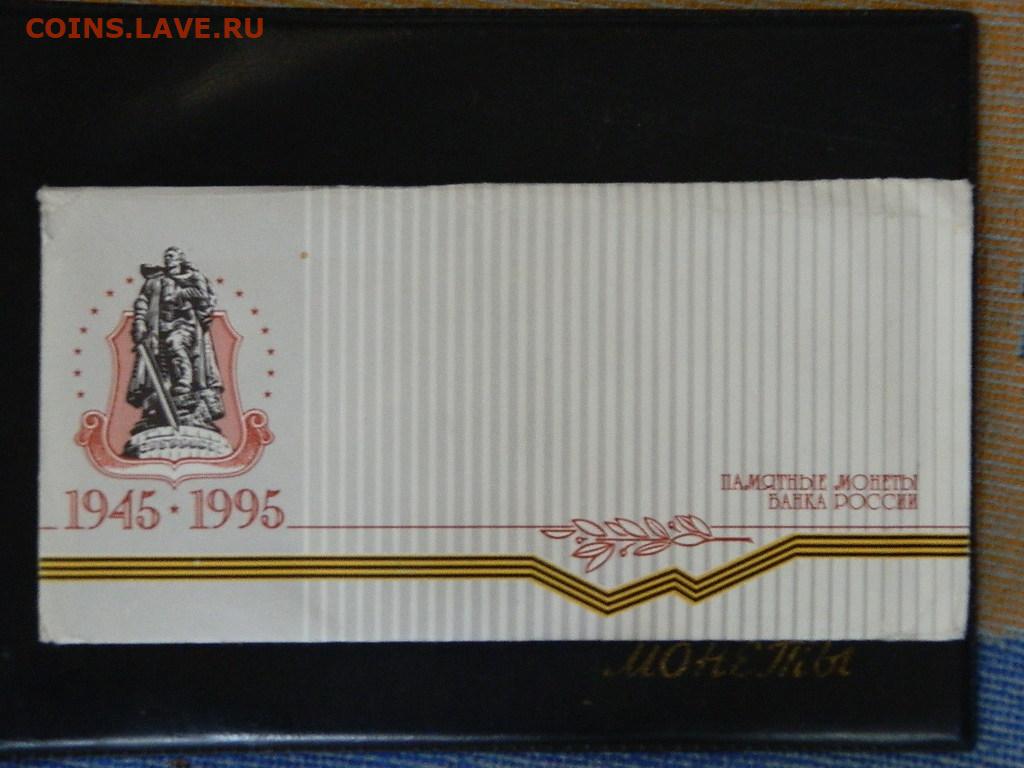 COINS.LAVE.RU
1945 ★ 1995
ПАМЯТНЫЕ МОНЕТЫ
БАНКА РОССИИ
МОНЕТЫ